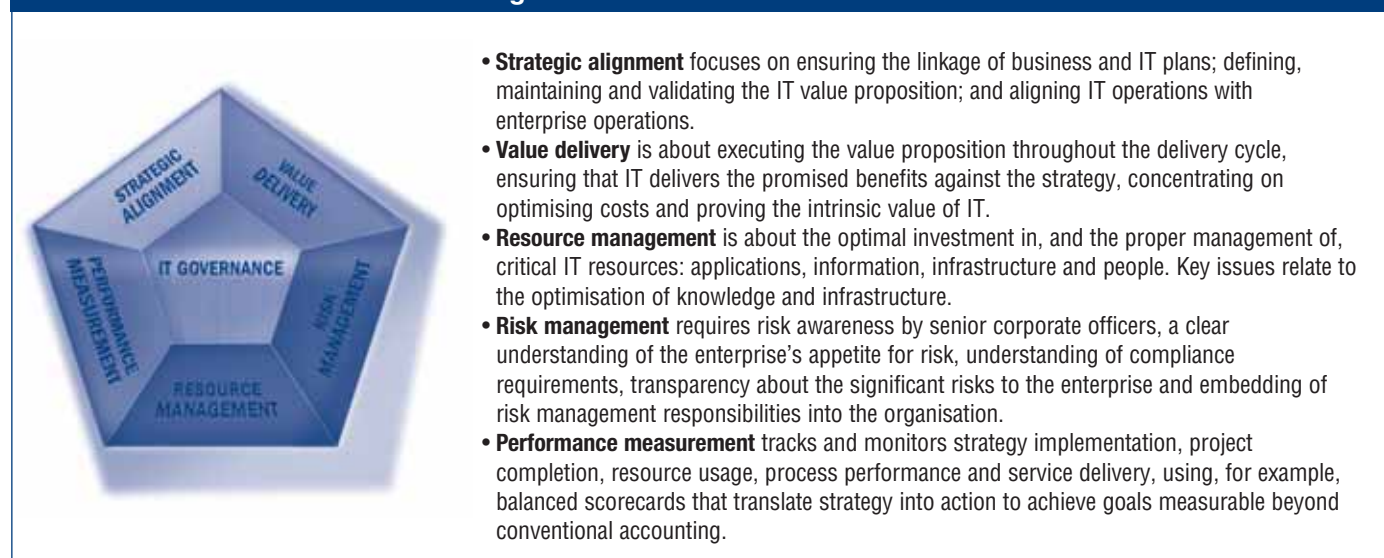 STRATEGIC
ALIGNMENT
VALUE
DELIVERY
IT GOVERNANCE
PERFORMANCE
MEASUREMENT
RISK
MANAGEMENT
RESOURCE
MANAGEMENT
• Strategic alignment focuses on ensuring the linkage of business and IT plans; defining,
maintaining and validating the IT value proposition; and aligning IT operations with
enterprise operations.
• Value delivery is about executing the value proposition throughout the delivery cycle,
ensuring that IT delivers the promised benefits against the strategy, concentrating on
optimising costs and proving the intrinsic value of IT.
• Resource management is about the optimal investment in, and the proper management of,
critical IT resources: applications, information, infrastructure and people. Key issues relate to
the optimisation of knowledge and infrastructure.
• Risk management requires risk awareness by senior corporate officers, a clear
understanding of the enterprise’s appetite for risk, understanding of compliance
requirements, transparency about the significant risks to the enterprise and embedding of
risk management responsibilities into the organisation.
• Performance measurement tracks and monitors strategy implementation, project
completion, resource usage, process performance and service delivery, using, for example,
balanced scorecards that translate strategy into action to achieve goals measurable beyond
conventional accounting.